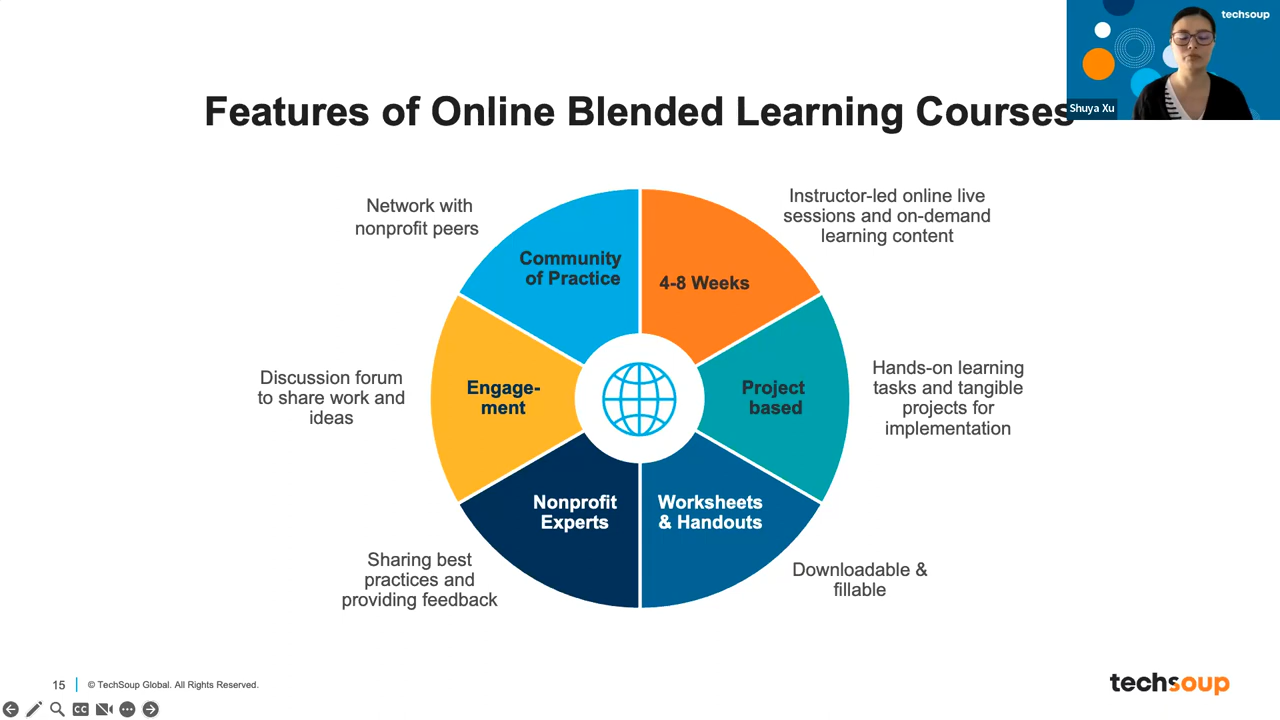 techsoup
Shuya Xu
Features of Online Blended Learning Courses
Network with
nonprofit peers
Community
of Practice
4-8 Weeks
Instructor-led online live
sessions and on-demand
learning content
Discussion forum
to share work and
ideas
Engage-
ment
Project
based
Hands-on learning
tasks and tangible
projects for
implementation
Nonprofit
Experts
Worksheets
& Handouts
Sharing best
practices and
providing feedback
Downloadable &
fillable
15
© TechSoup Global. All Rights Reserved.
techsoup
CC